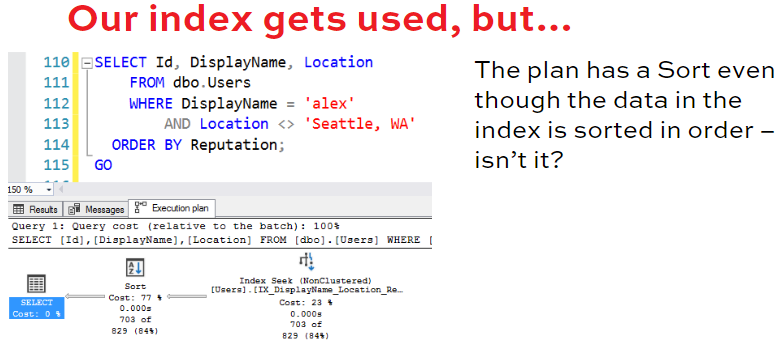 Our index gets used, but...
110 SELECT Id, DisplayName, Location
111 FROM dbo.Users
112 WHERE DisplayName = 'alex'
113 AND Location <> 'Seattle, WA'
114 ORDER BY Reputation;
115 GO
The plan has a Sort even
though the data in the
index is sorted in order –
isn't it?
150 %
Results Messages Execution plan
Query 1: Query cost (relative to the batch): 100%
SELECT [Id],[DisplayName],[Location] FROM [dbo].[Users] WHERE [
SELECT
Cost: 0 %
Sort
Cost: 77 %
0.000s
703 of
829 (84%)
Index Seek (NonClustered)
[Users].[IX_DisplayName_Location_Re…
Cost: 23 %
0.000s
703 of
829 (84%)